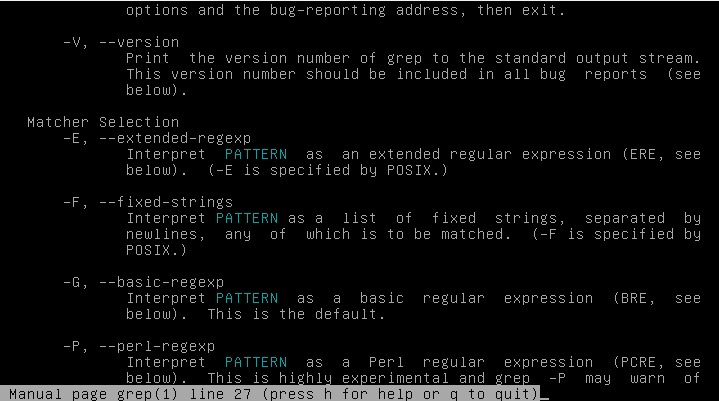 options and the bug-reporting address, then exit.
-V, --version
Print the version number of grep to the standard output stream.
This version number should be included in all bug reports (see
below).
Matcher Selection
-E, --extended-regexp
Interpret PATTERN as an extended regular expression (ERE, see
below). (-E is specified by POSIX.)
-F, --fixed-strings
Interpret PATTERN as a list of fixed strings, separated by
newlines, any of which is to be matched. (-F is specified by
POSIX.)
-G, --basic-regexp
Interpret PATTERN as a basic regular expression (BRE, see
below). This is the default.
-P, --perl-regexp
Interpret PATTERN as a Perl regular expression (PCRE, see
below). This is highly experimental and grep -P may warn of
Manual page grep(1) line 27 (press h for help or q to quit)